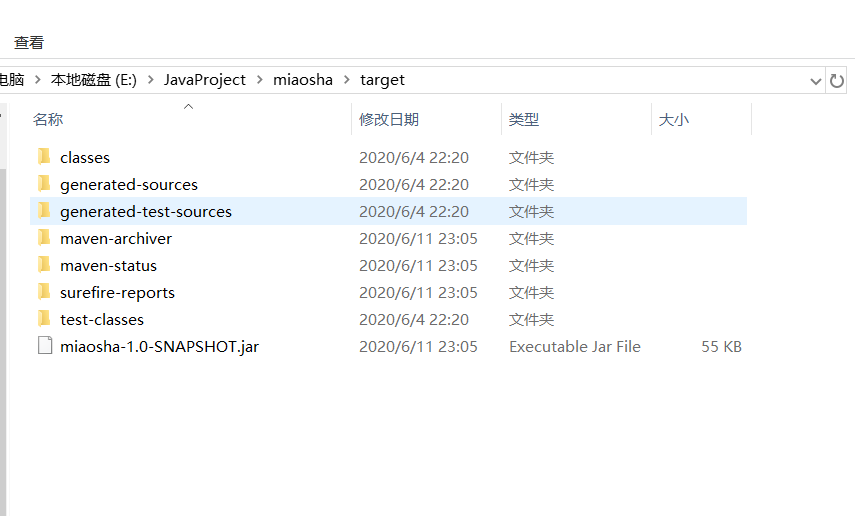 查看
电脑 本地磁盘 (E:) JavaProject miaosha target
名称 修改日期 类型 大小
classes 2020/6/4 22:20 文件夹
generated-sources 2020/6/4 22:20 文件夹
generated-test-sources 2020/6/4 22:20 文件夹
maven-archiver 2020/6/11 23:05 文件夹
maven-status 2020/6/11 23:05 文件夹
surefire-reports 2020/6/11 23:05 文件夹
test-classes 2020/6/4 22:20 文件夹
miaosha-1.0-SNAPSHOT.jar 2020/6/11 23:05 Executable Jar File 55 KB